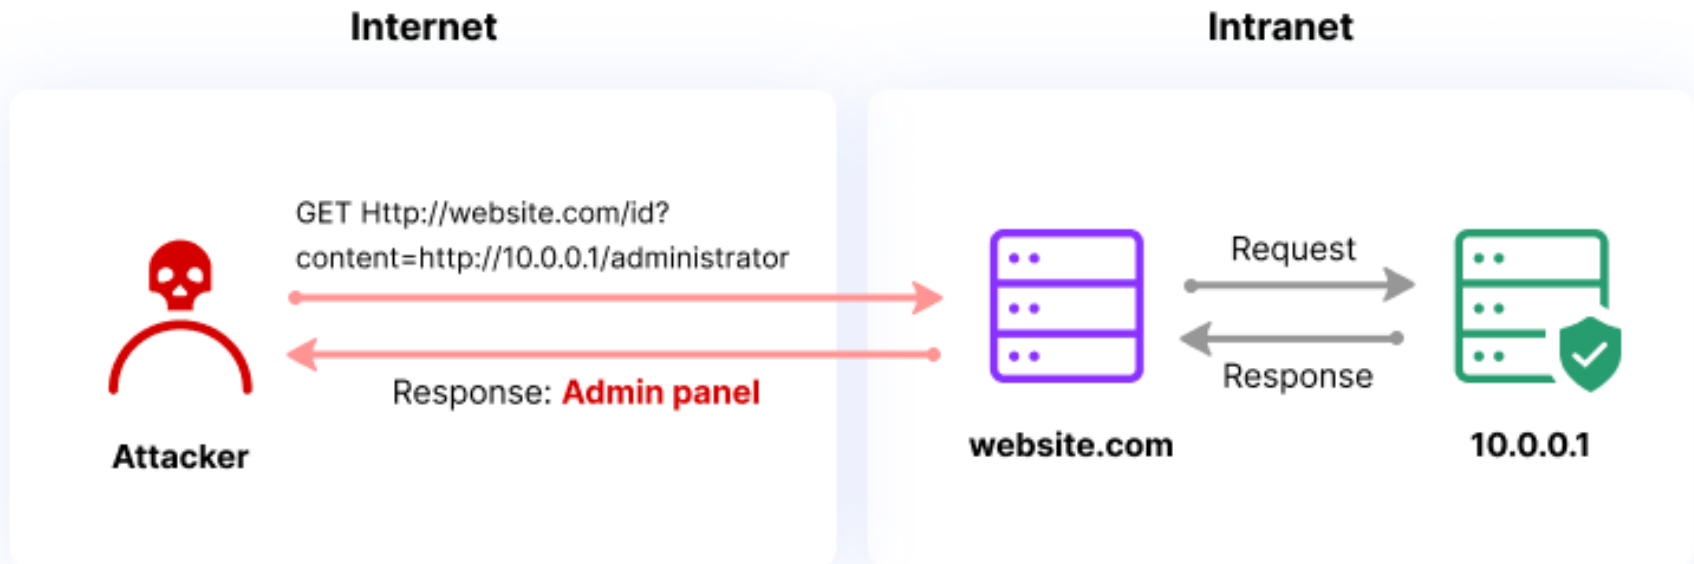 Internet
Intranet
GET Http://website.com/id?
content=http://10.0.0.1/administrator
Response: Admin panel
Attacker
Request
Response
website.com
10.0.0.1